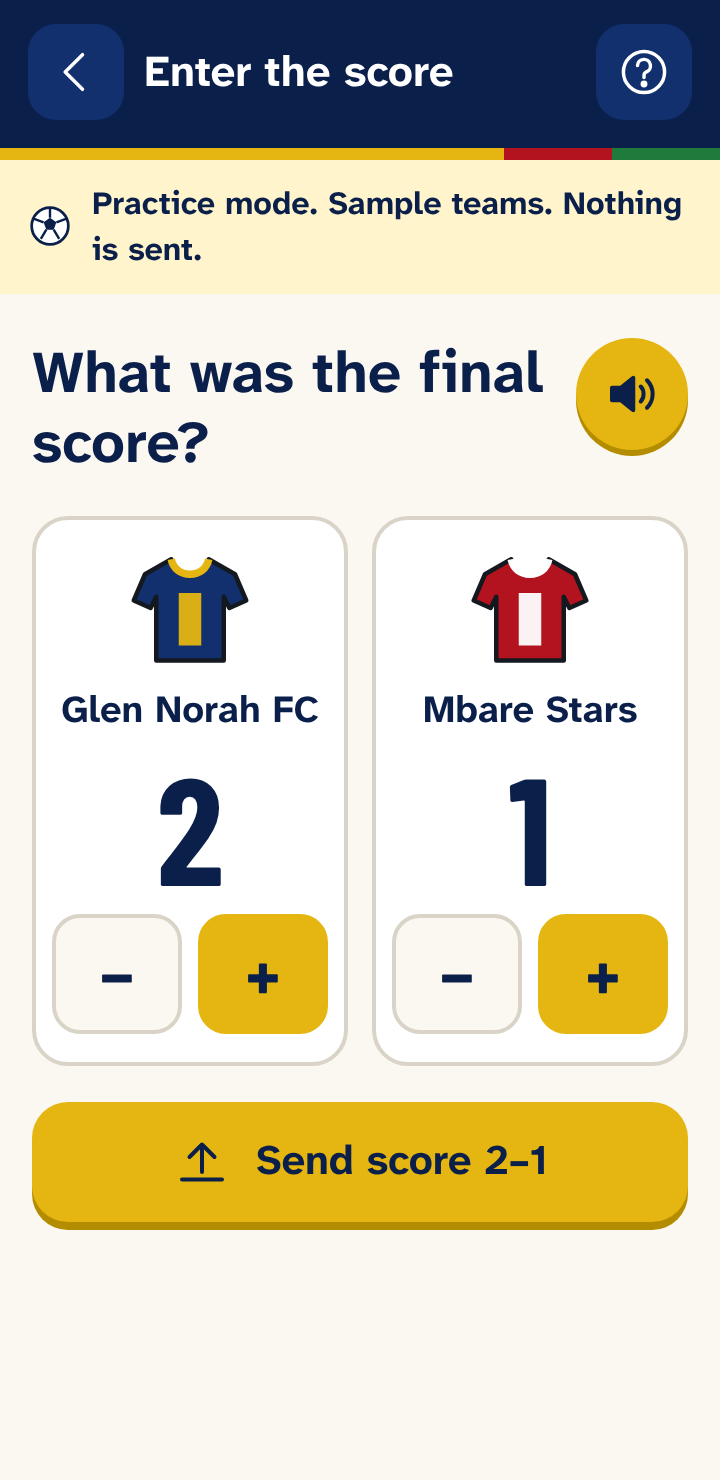 Enter the score
Practice mode. Sample teams. Nothing
is sent.
What was the final
score?
Glen Norah FC
Mbare Stars
2
1
− +
− +
Send score 2–1